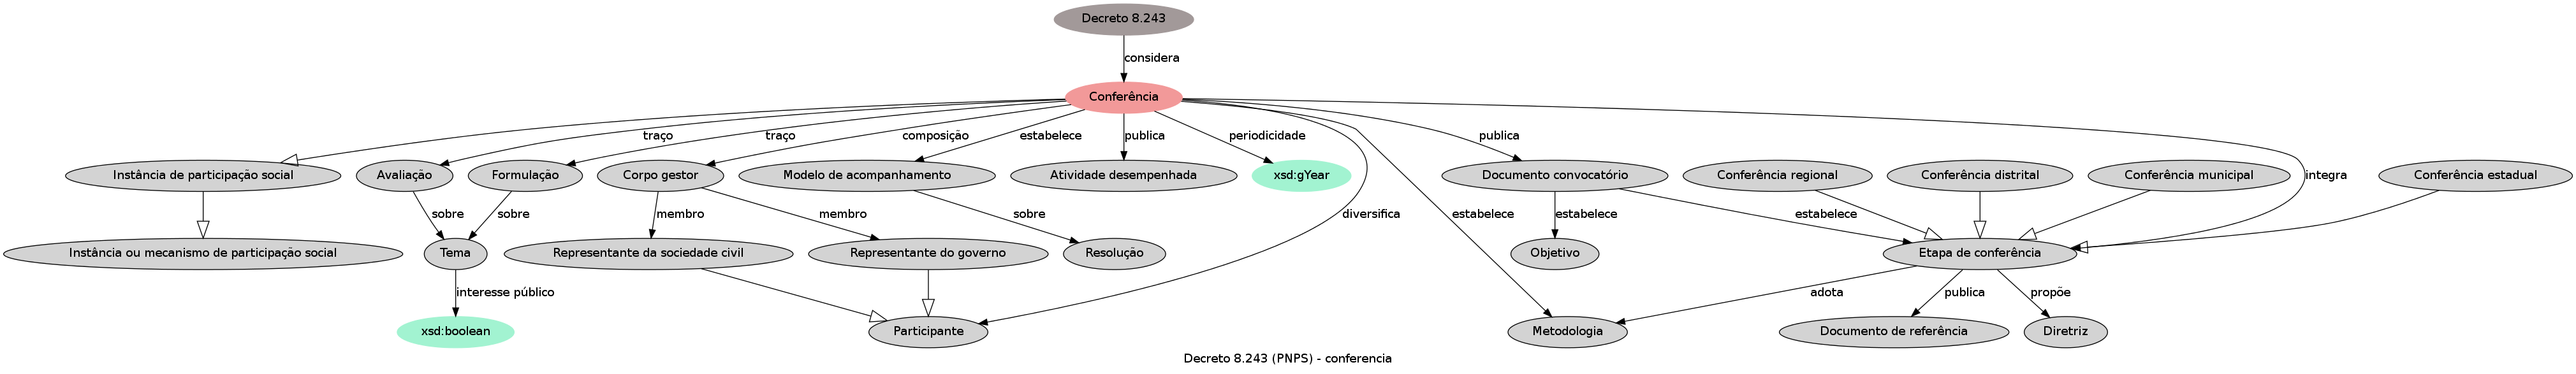 Decreto 8.243
considera
Conferência
traço
traço
composição
estabelece
publica
periodicidade
publica
Instância de participação social
Avaliação
Formulação
Corpo gestor
Modelo de acompanhamento
Atividade desempenhada
xsd:gYear
Documento convocatório
Conferência regional
Conferência distrital
Conferência municipal
integra
Conferência estadual
sobre
sobre
membro
membro
sobre
diversifica
estabelece
estabelece
estabelece
Instância ou mecanismo de participação social
Tema
Representante da sociedade civil
Representante do governo
Resolução
Objetivo
Etapa de conferência
interesse público
adota
publica
propõe
xsd:boolean
Participante
Metodologia
Documento de referência
Diretriz
Decreto 8.243 (PNPS) - conferencia